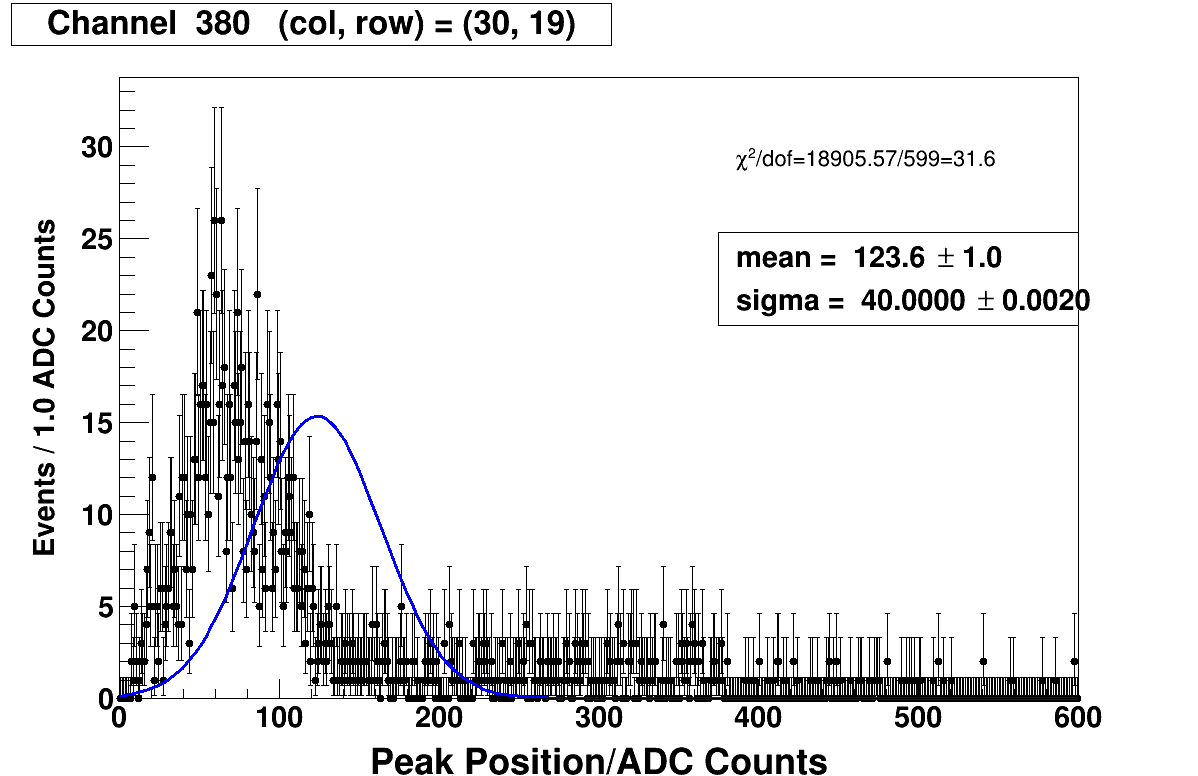 Channel 380 (col, row) = (30, 19)
χ²/dof=18905.57/599=31.6
mean = 123.6 ± 1.0
sigma = 40.0000 ± 0.0020
Events / 1.0 ADC Counts
30
25
20
15
10
5
0
0 100 200 300 400 500 600
Peak Position/ADC Counts